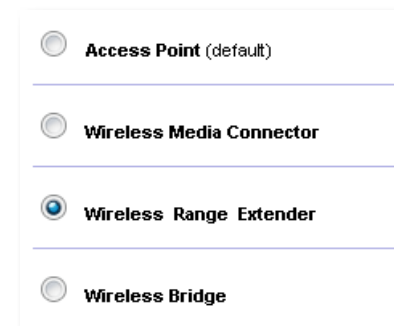 Access Point (default)
Wireless Media Connector
Wireless Range Extender
Wireless Bridge